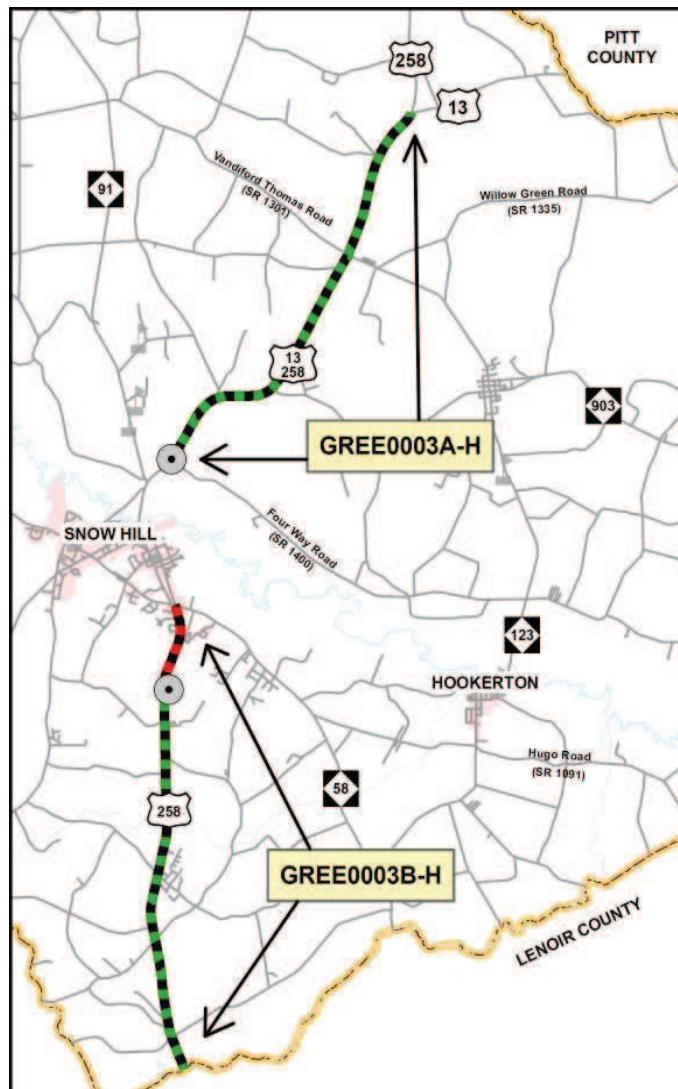 PITT
COUNTY
258
13
91
Vandiford Thomas Road
(SR 1301)
Willow Green Road
(SR 1335)
13
258
903
GREE0003A-H
Four Way Road
(SR 1400)
SNOW HILL
123
HOOKERTON
Hugo Road
(SR 1091)
58
258
GREE0003B-H
LENOIR COUNTY